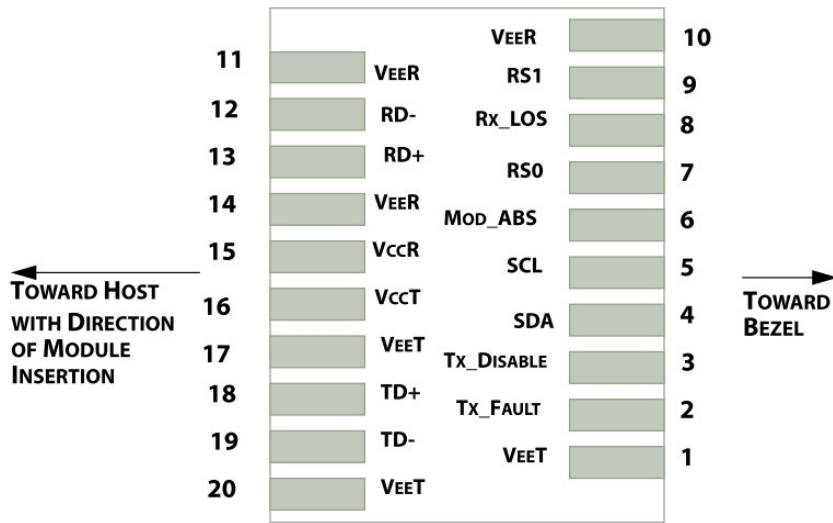 VEER 10
11 VEER
RS1 9
12 RD-
RX_LOS 8
13 RD+
RS0 7
14 VEER
MOD_ABS 6
15 VCCR
SCL 5
TOWARD HOST
WITH DIRECTION
OF MODULE
INSERTION
TOWARD
BEZEL
16 VCCT
SDA 4
17 VEET
TX_DISABLE 3
18 TD+
TX_FAULT 2
19 TD-
VEET 1
20 VEET